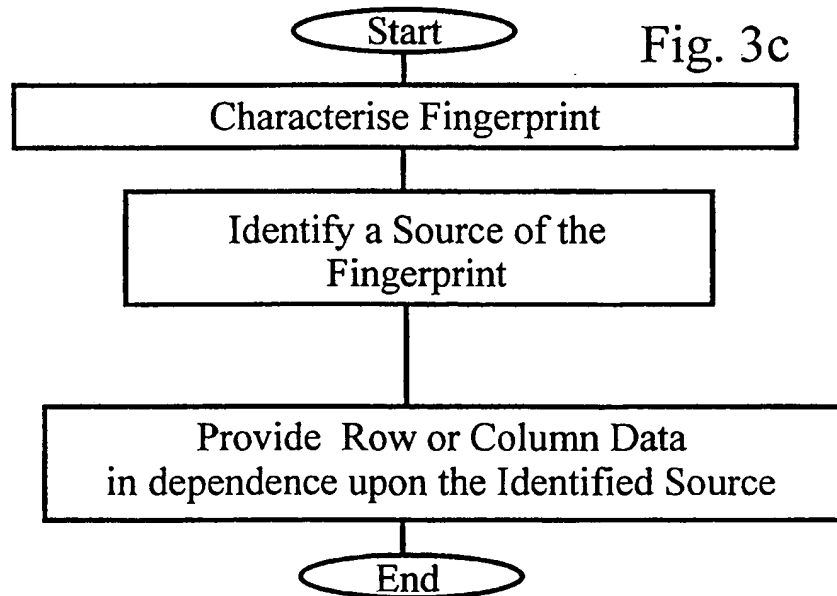 Start
Fig. 3c
Characterise Fingerprint
Identify a Source of the
Fingerprint
Provide Row or Column Data
in dependence upon the Identified Source
End